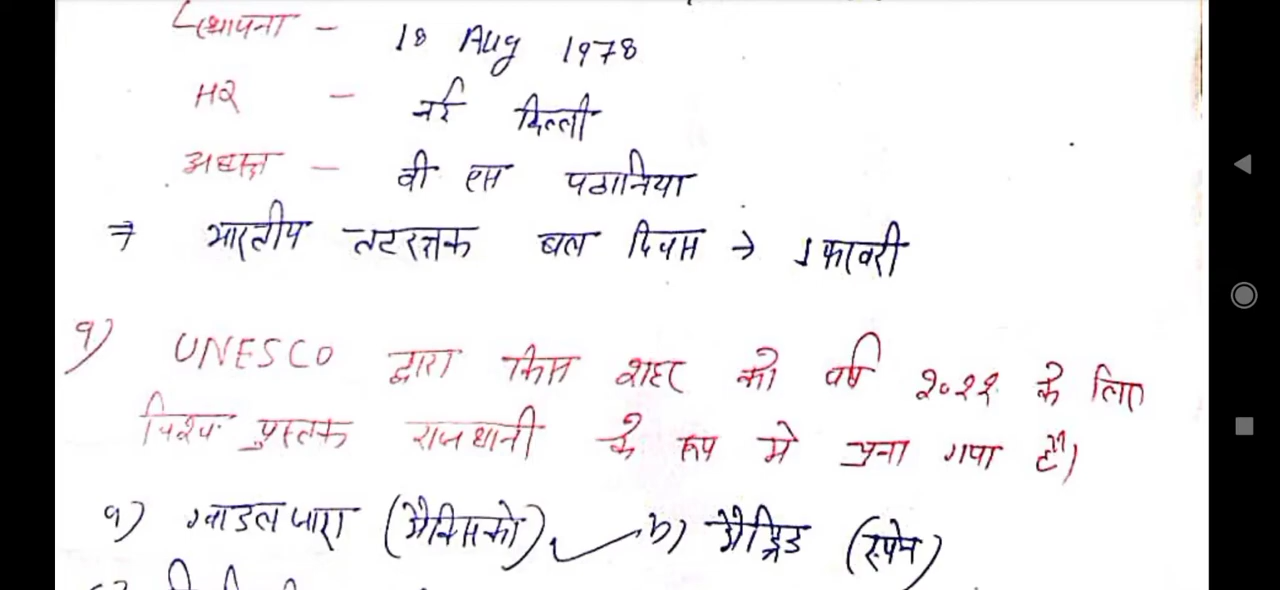 स्थापना - 18 Aug 1978
HQ - नई दिल्ली
अध्यक्ष - वी एस पठानिया
⇒ भारतीय तटरक्षक बल दिवस → 1 फरवरी
9) UNESCO द्वारा किस शहर को वर्ष २०२२ के लिए
विश्व पुस्तक राजधानी के रूप मे चुना गया है।
a) ग्वाडलजारा (मैक्सिको) b) मैड्रिड (स्पेन)